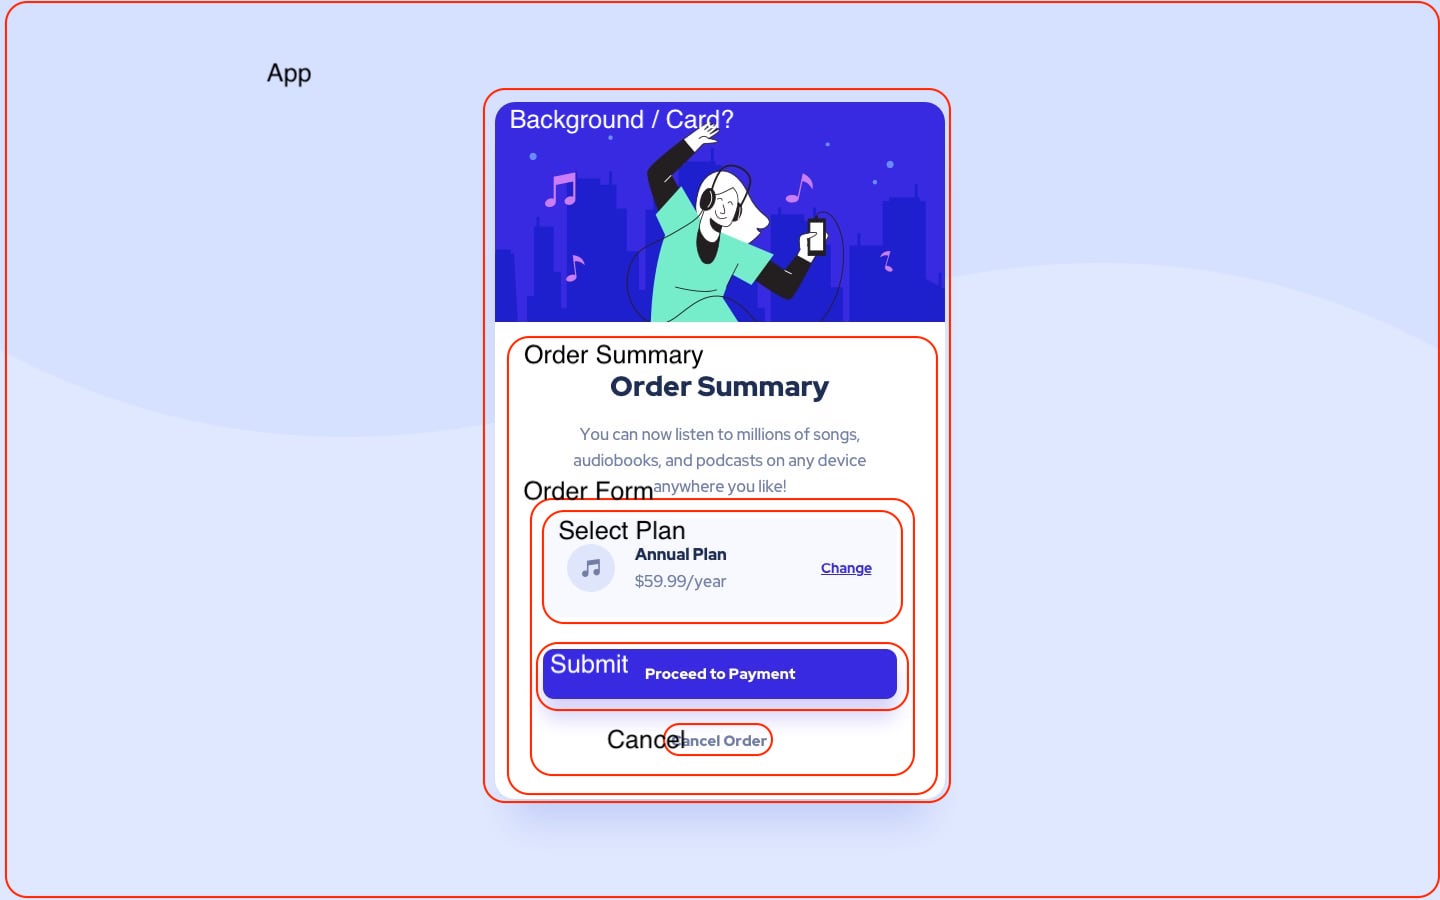 App
Background / Card?
Order Summary
Order Summary
You can now listen to millions of songs,
audiobooks, and podcasts on any device
anywhere you like!
Order Form
Select Plan
Annual Plan
$59.99/year
Change
Submit
Proceed to Payment
Cancel
Cancel Order